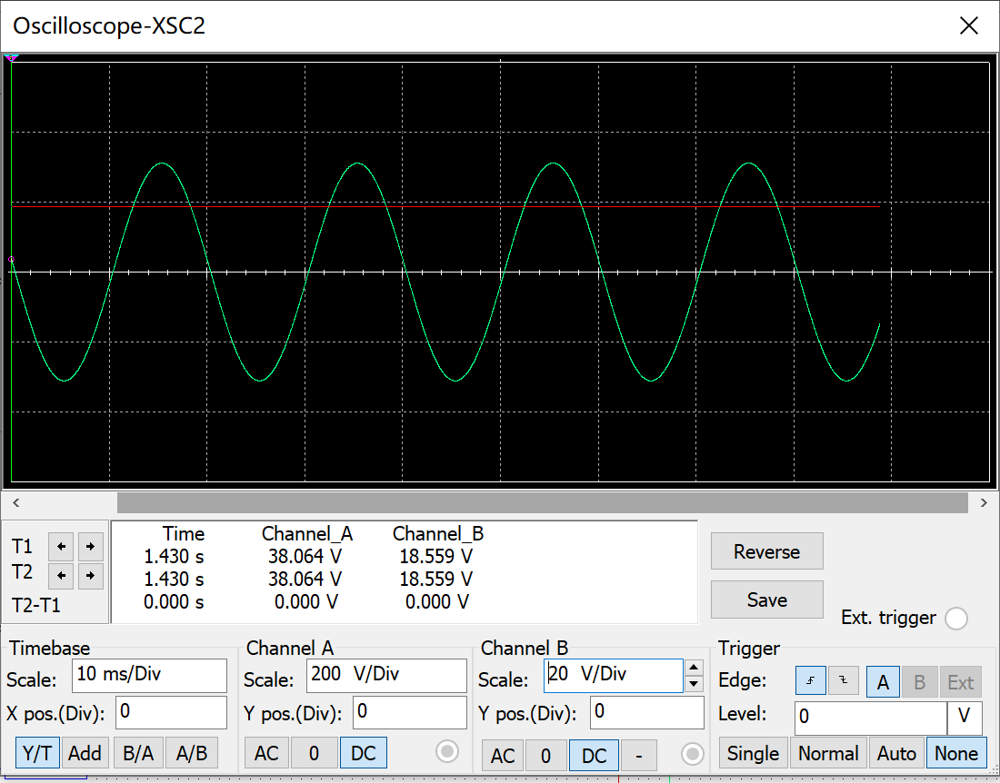 Oscilloscope-XSC2
Time Channel_A Channel_B
T1 1.430 s 38.064 V 18.559 V
T2 1.430 s 38.064 V 18.559 V
T2-T1 0.000 s 0.000 V 0.000 V
Reverse
Save
Ext. trigger
Timebase
Scale: 10 ms/Div
X pos.(Div): 0
Y/T Add B/A A/B
Channel A
Scale: 200 V/Div
Y pos.(Div): 0
AC 0 DC
Channel B
Scale: 20 V/Div
Y pos.(Div): 0
AC 0 DC -
Trigger
Edge: A B Ext
Level: 0 V
Single Normal Auto None